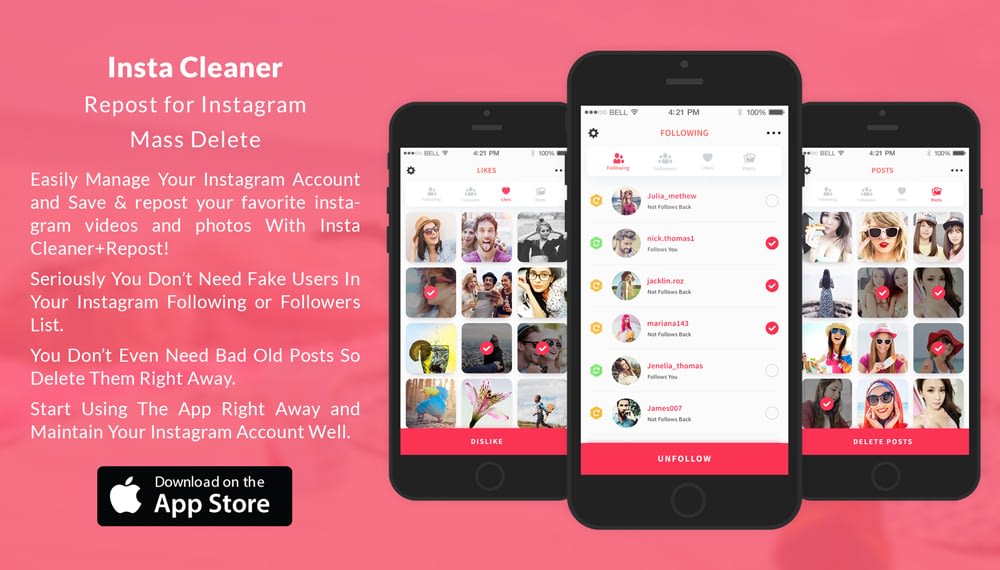 Insta Cleaner
Repost for Instagram
Mass Delete
Easily Manage Your Instagram Account
and Save & repost your favorite insta-
gram videos and photos With Insta
Cleaner+Repost!
Seriously You Don't Need Fake Users In
Your Instagram Following or Followers
List.
You Don't Even Need Bad Old Posts So
Delete Them Right Away.
Start Using The App Right Away and
Maintain Your Instagram Account Well.
Download on the
App Store
BELL 4:21 PM 100%
LIKES
Following Followers Likes Posts
DISLIKE
BELL 4:21 PM 100%
FOLLOWING
Following Followers Likes Posts
Julia_methew
Not Follows Back
nick.thomas1
Follows You
jacklin.roz
Not Follows Back
mariana143
Not Follows Back
Jenelia_thomas
Follows You
James007
Not Follows Back
UNFOLLOW
BELL 4:21 PM 100%
POSTS
Following Followers Likes Posts
DELETE POSTS